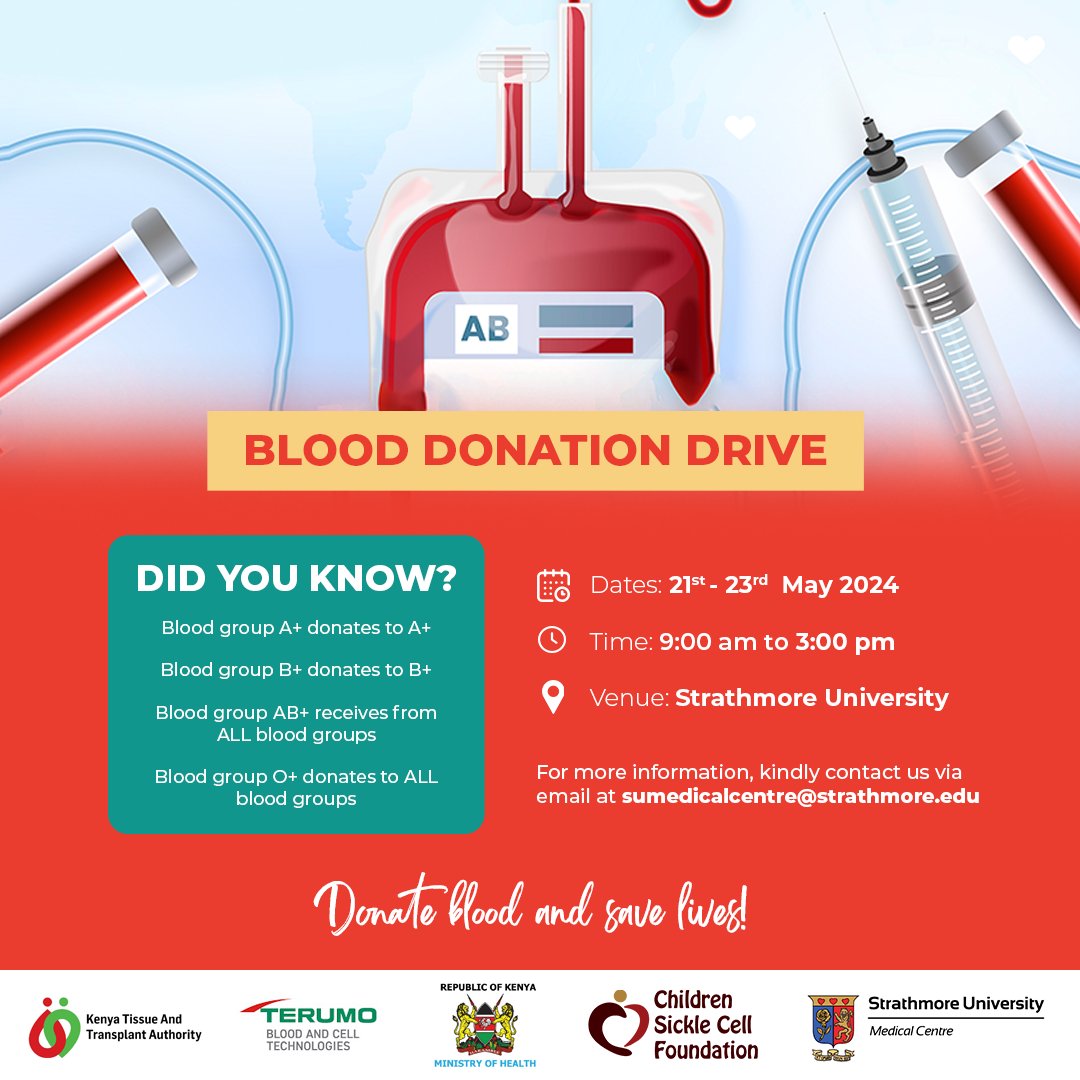 AB
BLOOD DONATION DRIVE
DID YOU KNOW?
Blood group A+ donates to A+
Blood group B+ donates to B+
Blood group AB+ receives from
ALL blood groups
Blood group O+ donates to ALL
blood groups
Dates: 21st - 23rd May 2024
Time: 9:00 am to 3:00 pm
Venue: Strathmore University
For more information, kindly contact us via
email at sumedicalcentre@strathmore.edu
Donate blood and save lives!
Kenya Tissue And
Transplant Authority
TERUMO
BLOOD AND CELL
TECHNOLOGIES
REPUBLIC OF KENYA
MINISTRY OF HEALTH
Children
Sickle Cell
Foundation
Strathmore University
Medical Centre